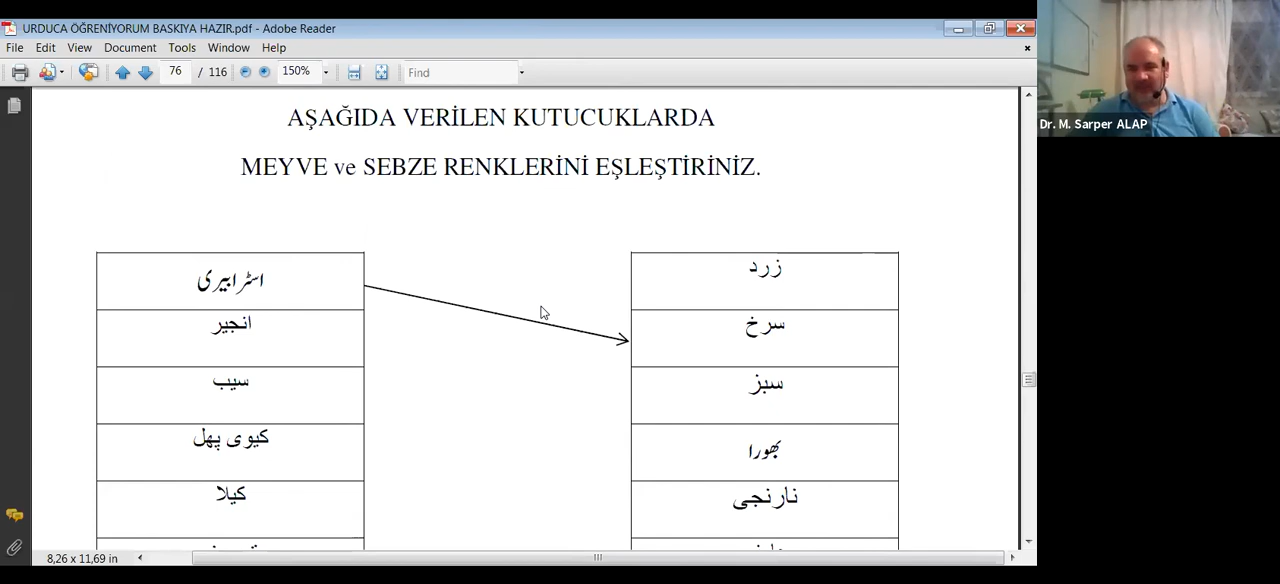 URDUCA ÖĞRENİYORUM BASKIYA HAZIR.pdf - Adobe Reader
File Edit View Document Tools Window Help
76 / 116 150% Find
AŞAĞIDA VERİLEN KUTUCUKLARDA
MEYVE ve SEBZE RENKLERİNİ EŞLEŞTİRİNİZ.
اسٹرابیری
زرد
انجیر
سرخ
سیب
سبز
کیوی پھل
بھورا
کیلا
نارنجی
8,26 x 11,69 in
Dr. M. Sarper ALAP